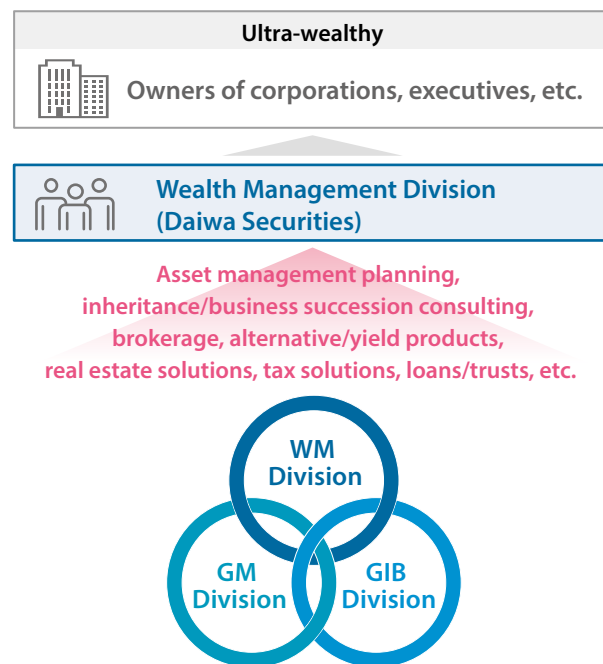 Ultra-wealthy
Owners of corporations, executives, etc.
Wealth Management Division
(Daiwa Securities)
Asset management planning,
inheritance/business succession consulting,
brokerage, alternative/yield products,
real estate solutions, tax solutions, loans/trusts, etc.
WM
Division
GM
Division
GIB
Division